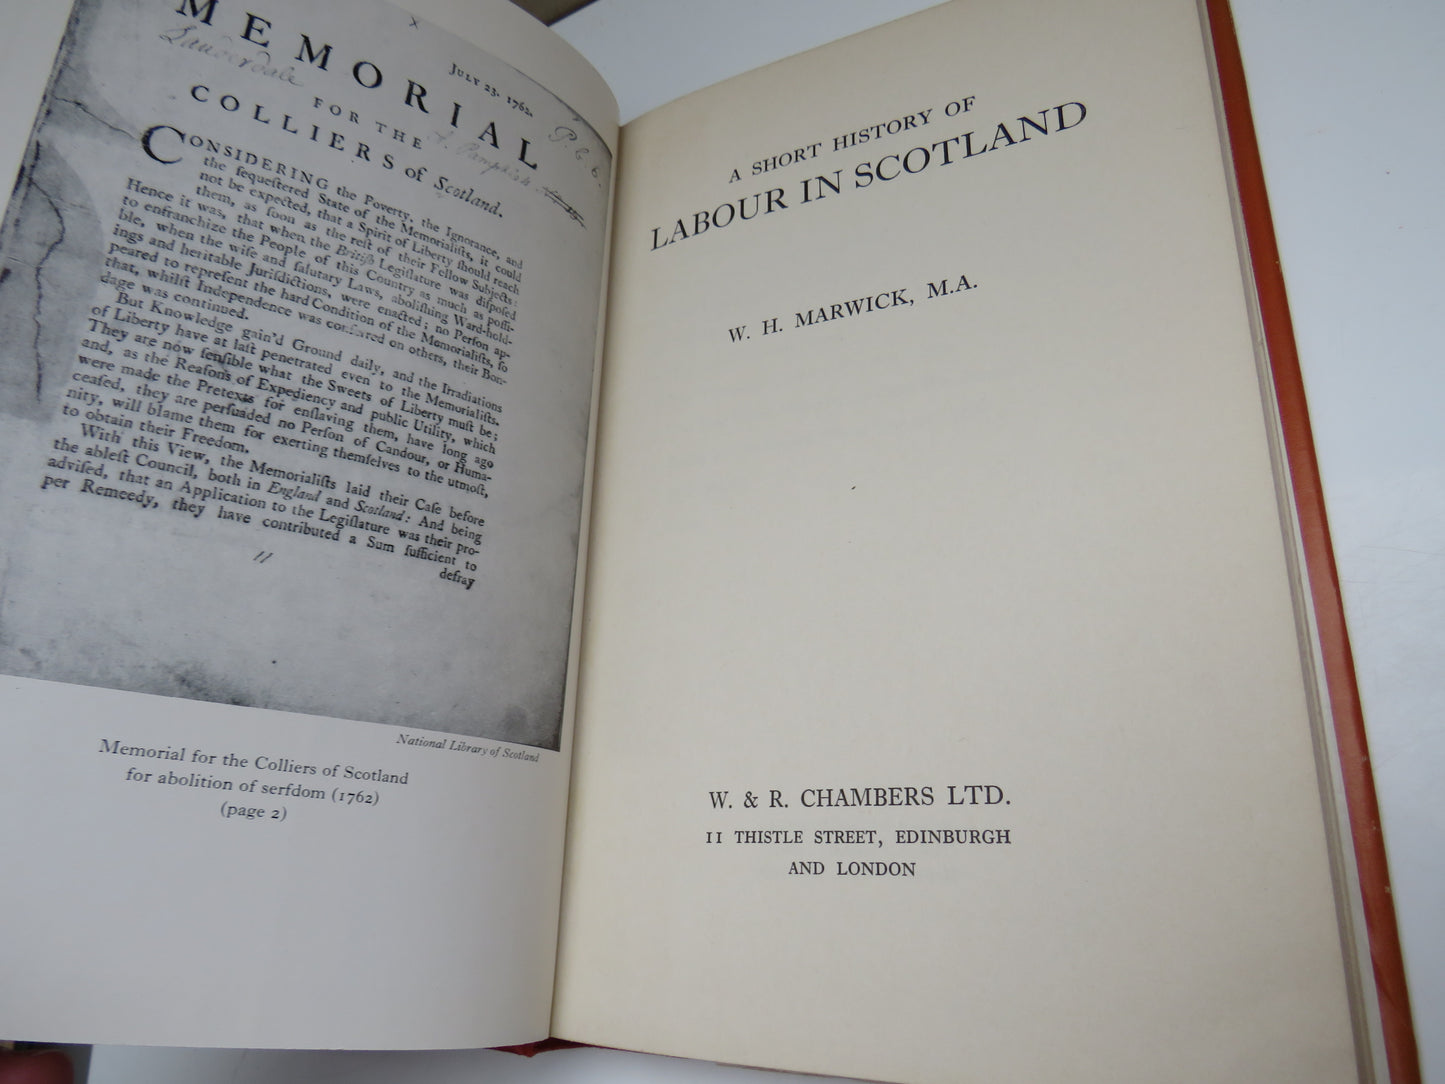 MEMORIAL
July 23. 1762.
Lauderdale
FOR THE
P. C. 6.
COLLIERS of Scotland.
CONSIDERING the Poverty, the Ignorance, and
the ſequeſtered State of the Memorialiſts, it could
not be expected, that a Spirit of Liberty ſhould reach
them, as ſoon as the reſt of their Fellow Subjects:
Hence it was, that when the Britiſh Legiſlature was diſpoſed
to enfranchize the People of this Country as much as poſſi-
ble, when the wiſe and ſalutary Laws, aboliſhing Ward-hold-
ings and heritable Juriſdictions, were enacted; no Perſon ap-
peared to repreſent the hard Condition of the Memorialiſts, ſo
that, whilſt Independence was conferred on others, their Bon-
dage was continued.
But Knowledge gain'd Ground daily, and the Irradiations
of Liberty have at laſt penetrated even to the Memorialiſts.
They are now ſenſible what the Sweets of Liberty muſt be;
and, as the Reaſons of Expediency and public Utility, which
were made the Pretexts for enſlaving them, have long ago
ceaſed, they are perſuaded no Perſon of Candour, or Huma-
nity, will blame them for exerting themſelves to the utmoſt,
to obtain their Freedom.
With this View, the Memorialiſts laid their Caſe before
the ableſt Council, both in England and Scotland: And being
adviſed, that an Application to the Legiſlature was their pro-
per Remeedy, they have contributed a Sum ſufficient to
defray
11
National Library of Scotland
Memorial for the Colliers of Scotland
for abolition of serfdom (1762)
(page 2)
A SHORT HISTORY OF
LABOUR IN SCOTLAND
W. H. MARWICK, M.A.
W. & R. CHAMBERS LTD.
11 THISTLE STREET, EDINBURGH
AND LONDON